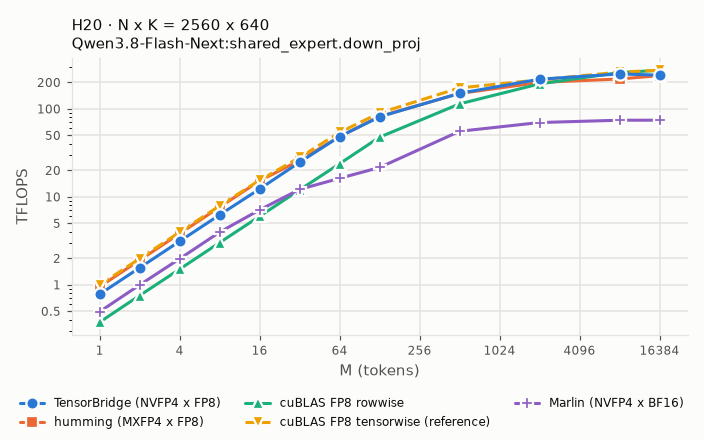 H20 · N x K = 2560 x 640
Qwen3.8-Flash-Next:shared_expert.down_proj
TFLOPS
200
100
50
20
10
5
2
1
0.5
1 4 16 64 256 1024 4096 16384
M (tokens)
TensorBridge (NVFP4 x FP8) cuBLAS FP8 rowwise Marlin (NVFP4 x BF16)
humming (MXFP4 x FP8) cuBLAS FP8 tensorwise (reference)